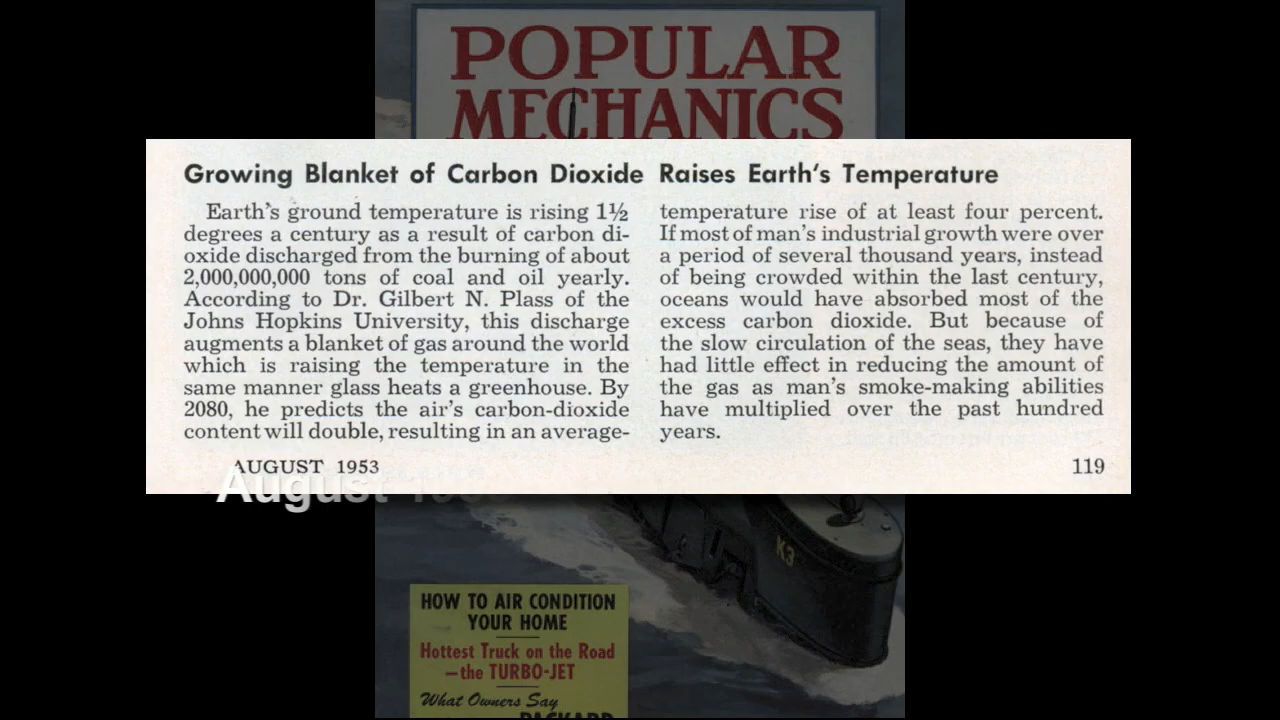 POPULAR
MECHANICS
Growing Blanket of Carbon Dioxide Raises Earth's Temperature
Earth's ground temperature is rising 1½
degrees a century as a result of carbon di-
oxide discharged from the burning of about
2,000,000,000 tons of coal and oil yearly.
According to Dr. Gilbert N. Plass of the
Johns Hopkins University, this discharge
augments a blanket of gas around the world
which is raising the temperature in the
same manner glass heats a greenhouse. By
2080, he predicts the air's carbon-dioxide
content will double, resulting in an average-
temperature rise of at least four percent.
If most of man's industrial growth were over
a period of several thousand years, instead
of being crowded within the last century,
oceans would have absorbed most of the
excess carbon dioxide. But because of
the slow circulation of the seas, they have
had little effect in reducing the amount of
the gas as man's smoke-making abilities
have multiplied over the past hundred
years.
AUGUST 1953
119
August
K3
HOW TO AIR CONDITION
YOUR HOME
Hottest Truck on the Road
—the TURBO-JET
What Owners Say
PACKARD